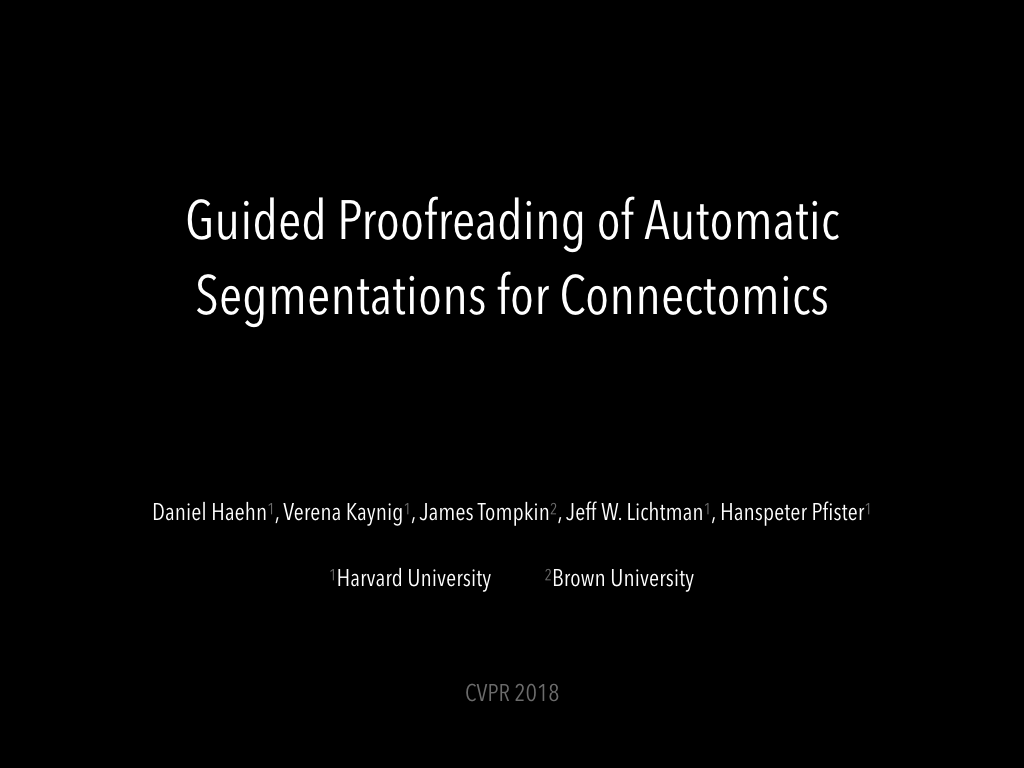 Guided Proofreading of Automatic
Segmentations for Connectomics
Daniel Haehn¹, Verena Kaynig¹, James Tompkin², Jeff W. Lichtman¹, Hanspeter Pfister¹
¹Harvard University ²Brown University
CVPR 2018